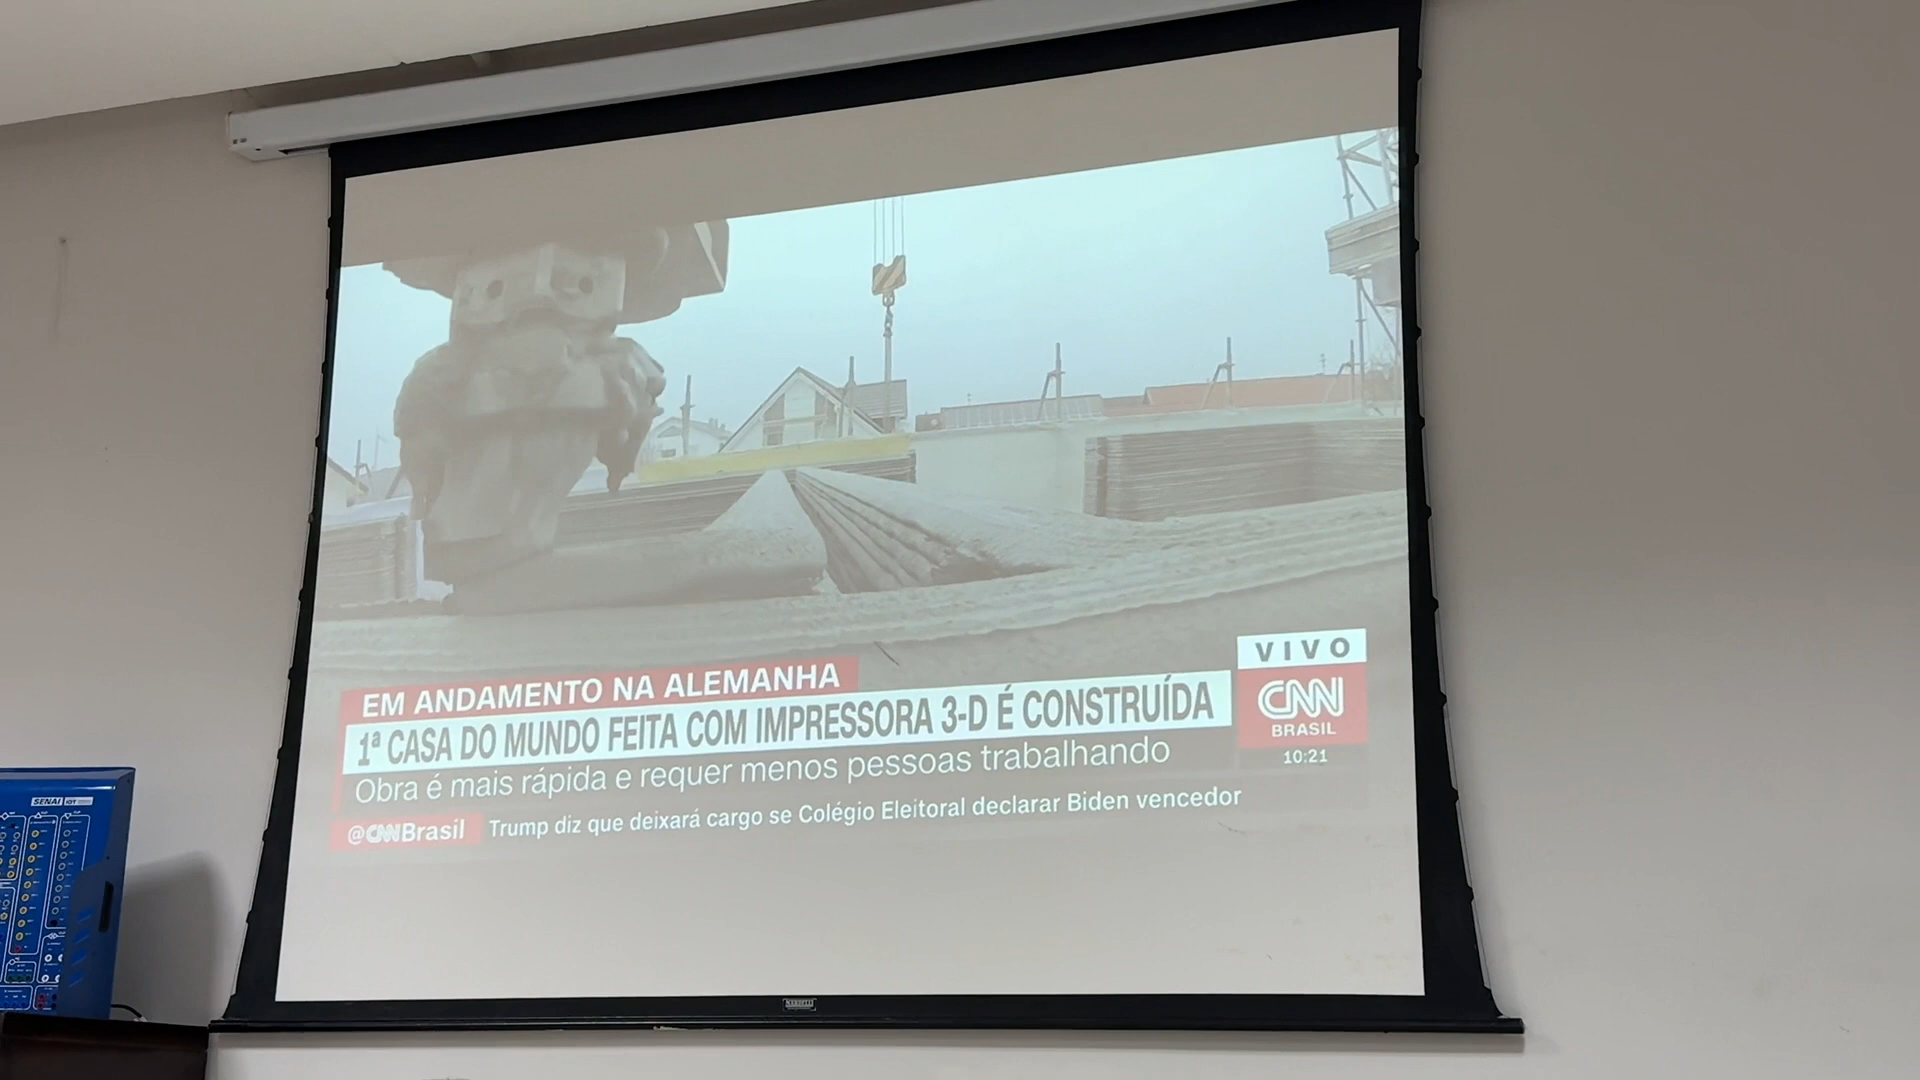 EM ANDAMENTO NA ALEMANHA
1ª CASA DO MUNDO FEITA COM IMPRESSORA 3-D É CONSTRUÍDA
Obra é mais rápida e requer menos pessoas trabalhando
@CNNBrasil Trump diz que deixará cargo se Colégio Eleitoral declarar Biden vencedor
VIVO
CNN
BRASIL
10:21
SENAI